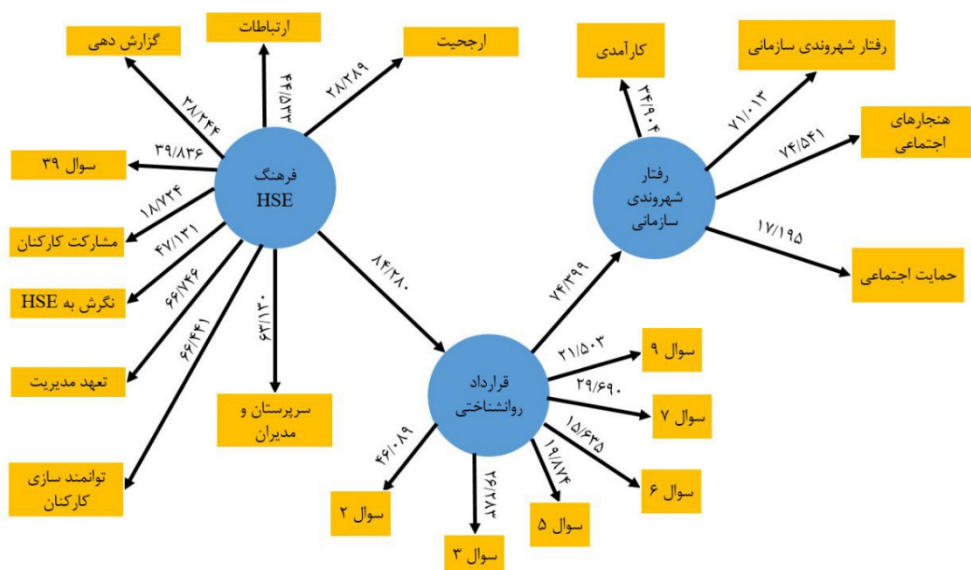 گزارش دهی
ارتباطات
ارجحیت
۳۸/۲۴۴
۴۴/۵۳۳
۲۸/۲۸۹
سوال ۳۹
۳۹/۸۳۶
مشارکت کارکنان
۱۸/۷۲۴
نگرش به HSE
۴۷/۱۳۱
تعهد مدیریت
۶۶/۷۴۶
توانمند سازی
کارکنان
۶۶/۴۴۱
سرپرستان و
مدیران
۶۳/۱۳۰
فرهنگ
HSE
۸۴/۲۸۰
کارآمدی
۳۴/۹۰۴
رفتار شهروندی سازمانی
۷۱/۰۱۳
هنجارهای
اجتماعی
۷۴/۵۴۱
حمایت اجتماعی
۱۷/۱۹۵
رفتار
شهروندی
سازمانی
۷۴/۳۹۹
قرارداد
روانشناختی
سوال ۹
۲۱/۵۰۳
سوال ۷
۲۹/۶۹۰
سوال ۶
۱۵/۶۳۵
سوال ۵
۱۹/۸۷۴
سوال ۳
۲۶/۲۸۳
سوال ۲
۴۶/۰۸۹